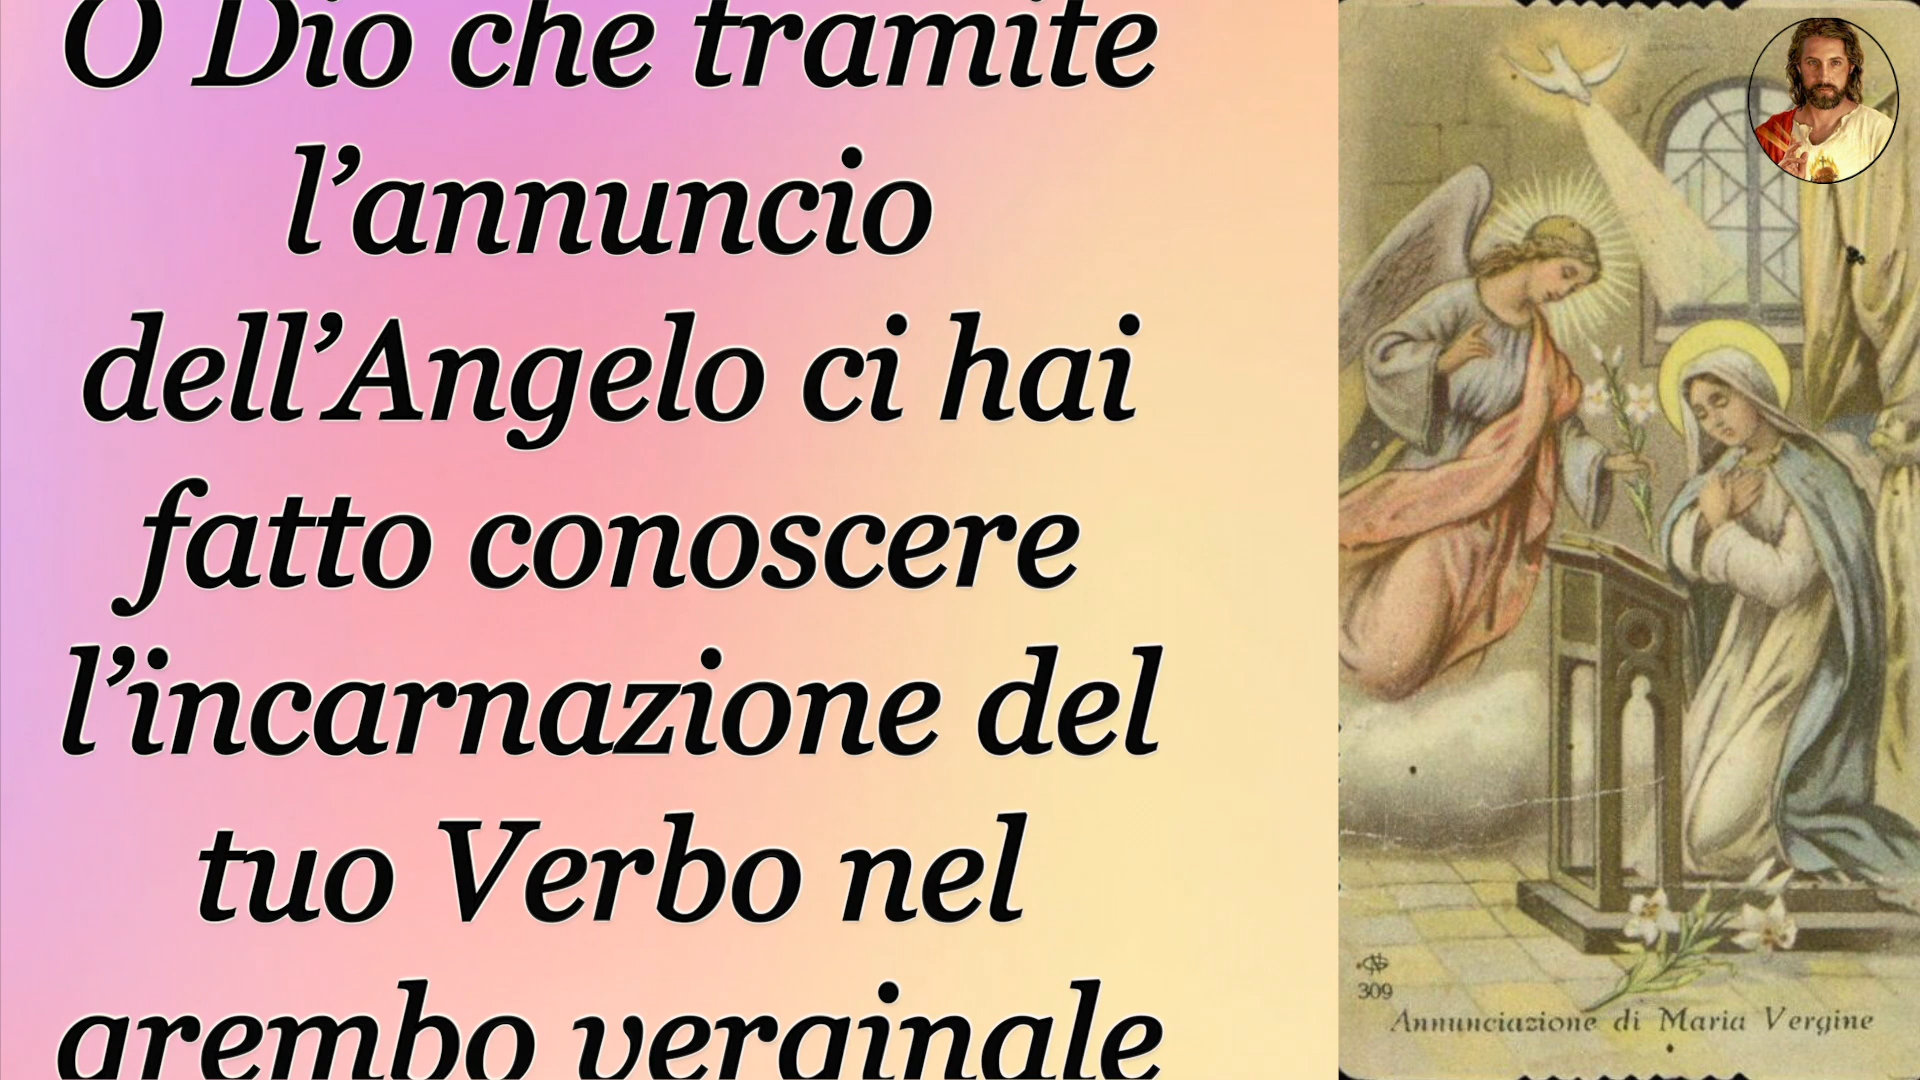 O Dio che tramite
l’annuncio
dell’Angelo ci hai
fatto conoscere
l’incarnazione del
tuo Verbo nel
grembo verginale
309
Annunciazione di Maria Vergine